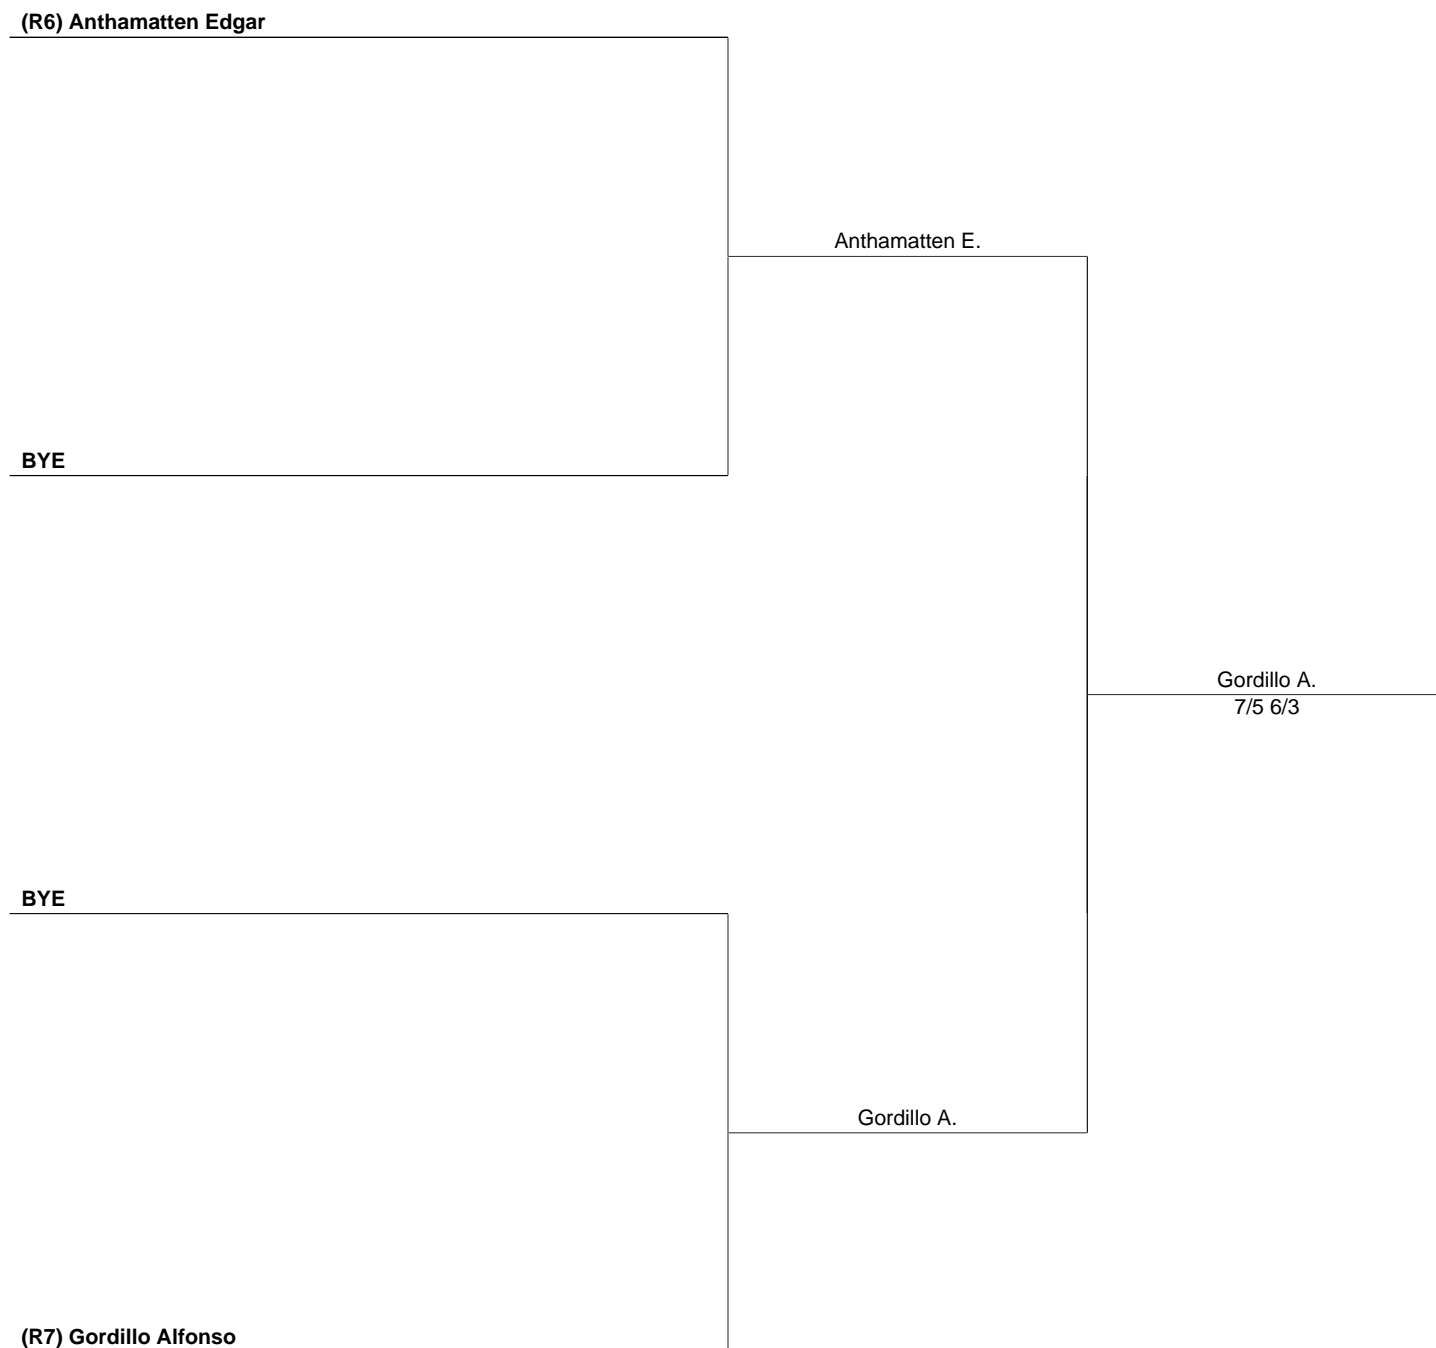 (R6) Anthamatten Edgar
Anthamatten E.
BYE
Gordillo A.
7/5 6/3
BYE
Gordillo A.
(R7) Gordillo Alfonso